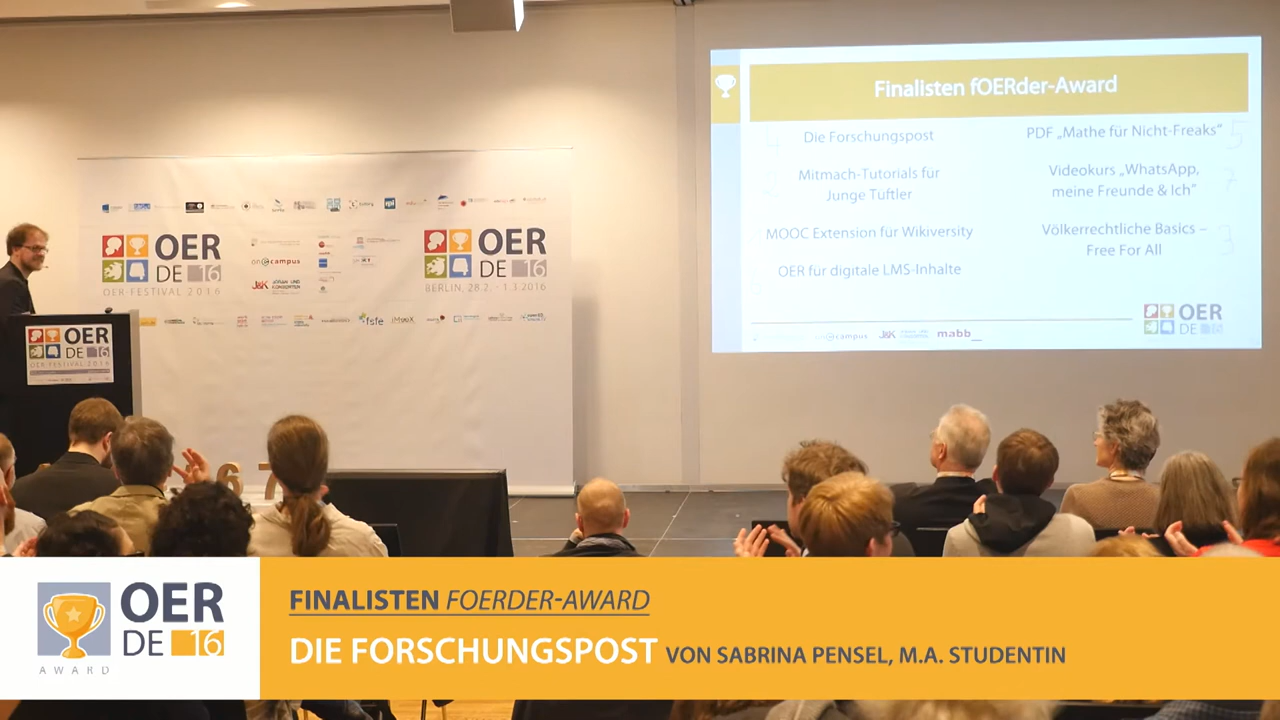 Finalisten fOERder-Award
Die Forschungspost
Mitmach-Tutorials für
Junge Tüftler
MOOC Extension für Wikiversity
OER für digitale LMS-Inhalte
PDF „Mathe für Nicht-Freaks“
Videokurs „WhatsApp,
meine Freunde & Ich“
Völkerrechtliche Basics –
Free For All
oncampus J&K mabb
OER
DE 16
OER
DE 16
OER-FESTIVAL 2016
oncampus
J&K
OER
DE 16
BERLIN, 28.2. - 1.3.2016
fsfe iMooX
OER
DE 16
OER-FESTIVAL 2016
OER
DE 16
AWARD
FINALISTEN FOERDER-AWARD
DIE FORSCHUNGSPOST VON SABRINA PENSEL, M.A. STUDENTIN